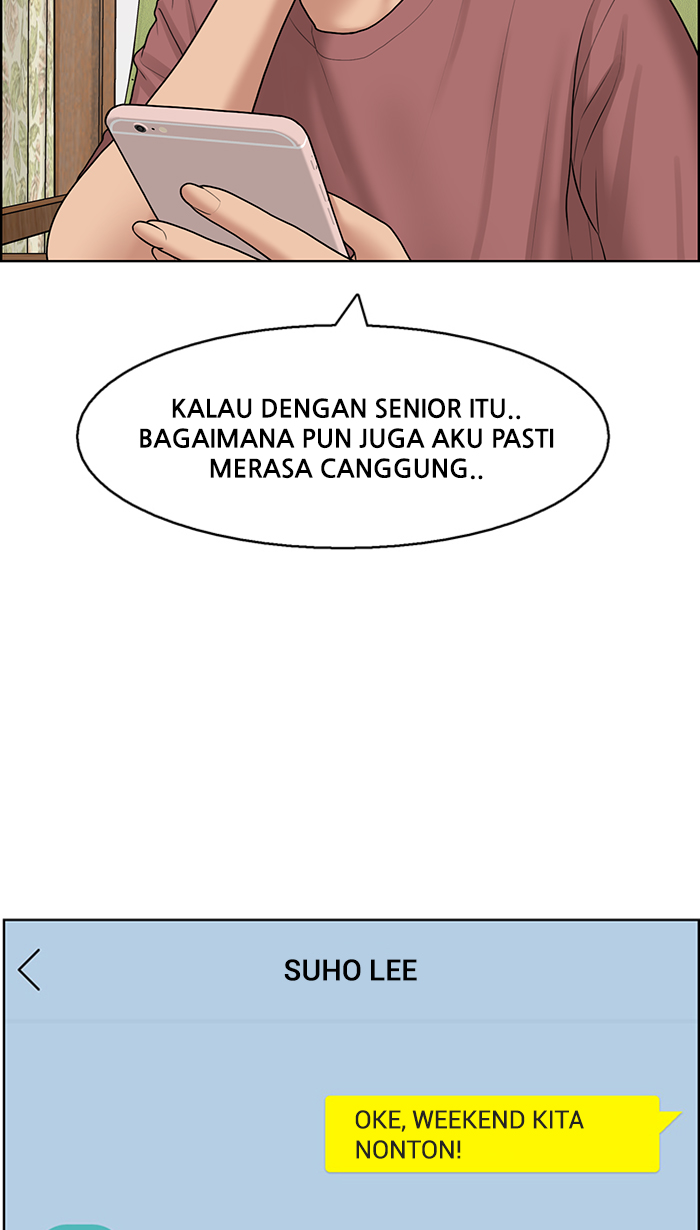 KALAU DENGAN SENIOR ITU..
BAGAIMANA PUN JUGA AKU PASTI
MERASA CANGGUNG..
SUHO LEE
OKE, WEEKEND KITA
NONTON!